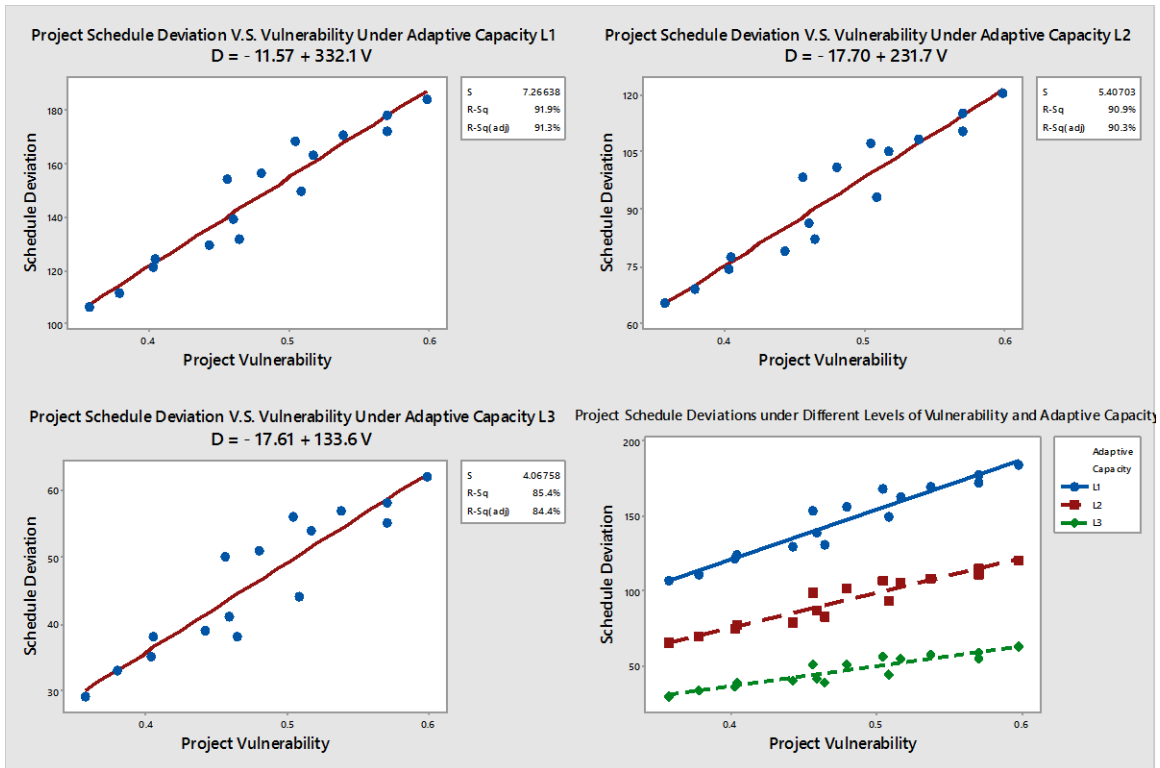 Project Schedule Deviation V.S. Vulnerability Under Adaptive Capacity L1
D = - 11.57 + 332.1 V
S 7.26638
R-Sq 91.9%
R-Sq(adj) 91.3%
Schedule Deviation
180
160
140
120
100
0.4 0.5 0.6
Project Vulnerability
Project Schedule Deviation V.S. Vulnerability Under Adaptive Capacity L2
D = - 17.70 + 231.7 V
S 5.40703
R-Sq 90.9%
R-Sq(adj) 90.3%
Schedule Deviation
120
105
90
75
60
0.4 0.5 0.6
Project Vulnerability
Project Schedule Deviation V.S. Vulnerability Under Adaptive Capacity L3
D = - 17.61 + 133.6 V
S 4.06758
R-Sq 85.4%
R-Sq(adj) 84.4%
Schedule Deviation
60
50
40
30
0.4 0.5 0.6
Project Vulnerability
Project Schedule Deviations under Different Levels of Vulnerability and Adaptive Capacity
Adaptive
Capacity
L1
L2
L3
Schedule Deviation
200
150
100
50
0.4 0.5 0.6
Project Vulnerability